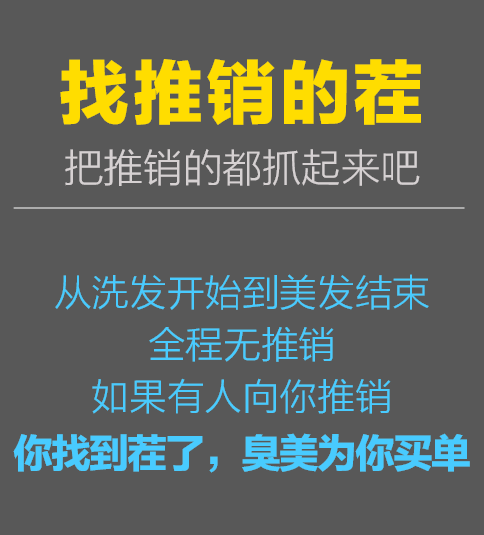 找推销的茬
把推销的都抓起来吧
从洗发开始到美发结束
全程无推销
如果有人向你推销
你找到茬了，臭美为你买单